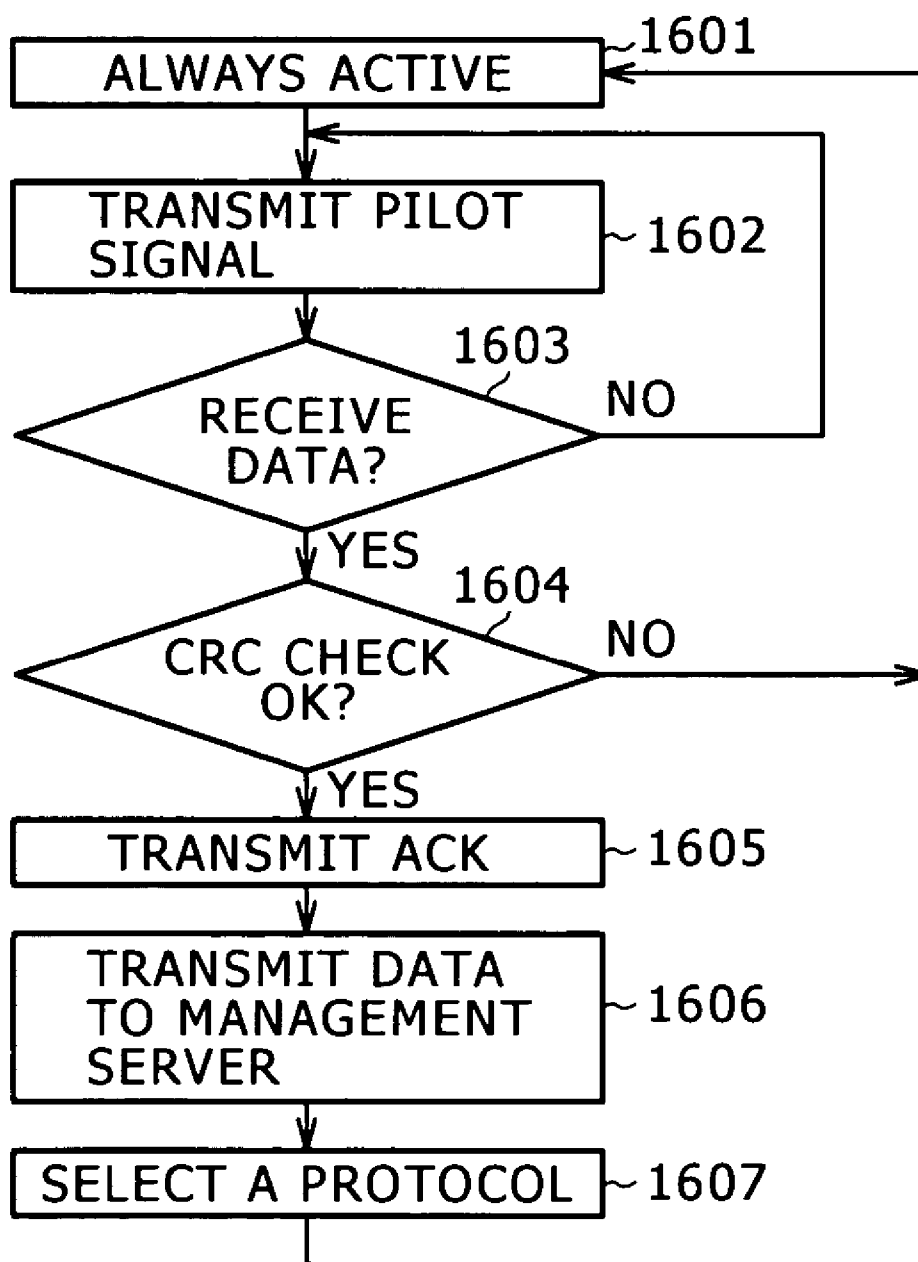 1601
ALWAYS ACTIVE
TRANSMIT PILOT
SIGNAL
1602
1603
RECEIVE
DATA?
NO
YES
1604
CRC CHECK
OK?
NO
YES
TRANSMIT ACK
1605
TRANSMIT DATA
TO MANAGEMENT
SERVER
1606
SELECT A PROTOCOL
1607